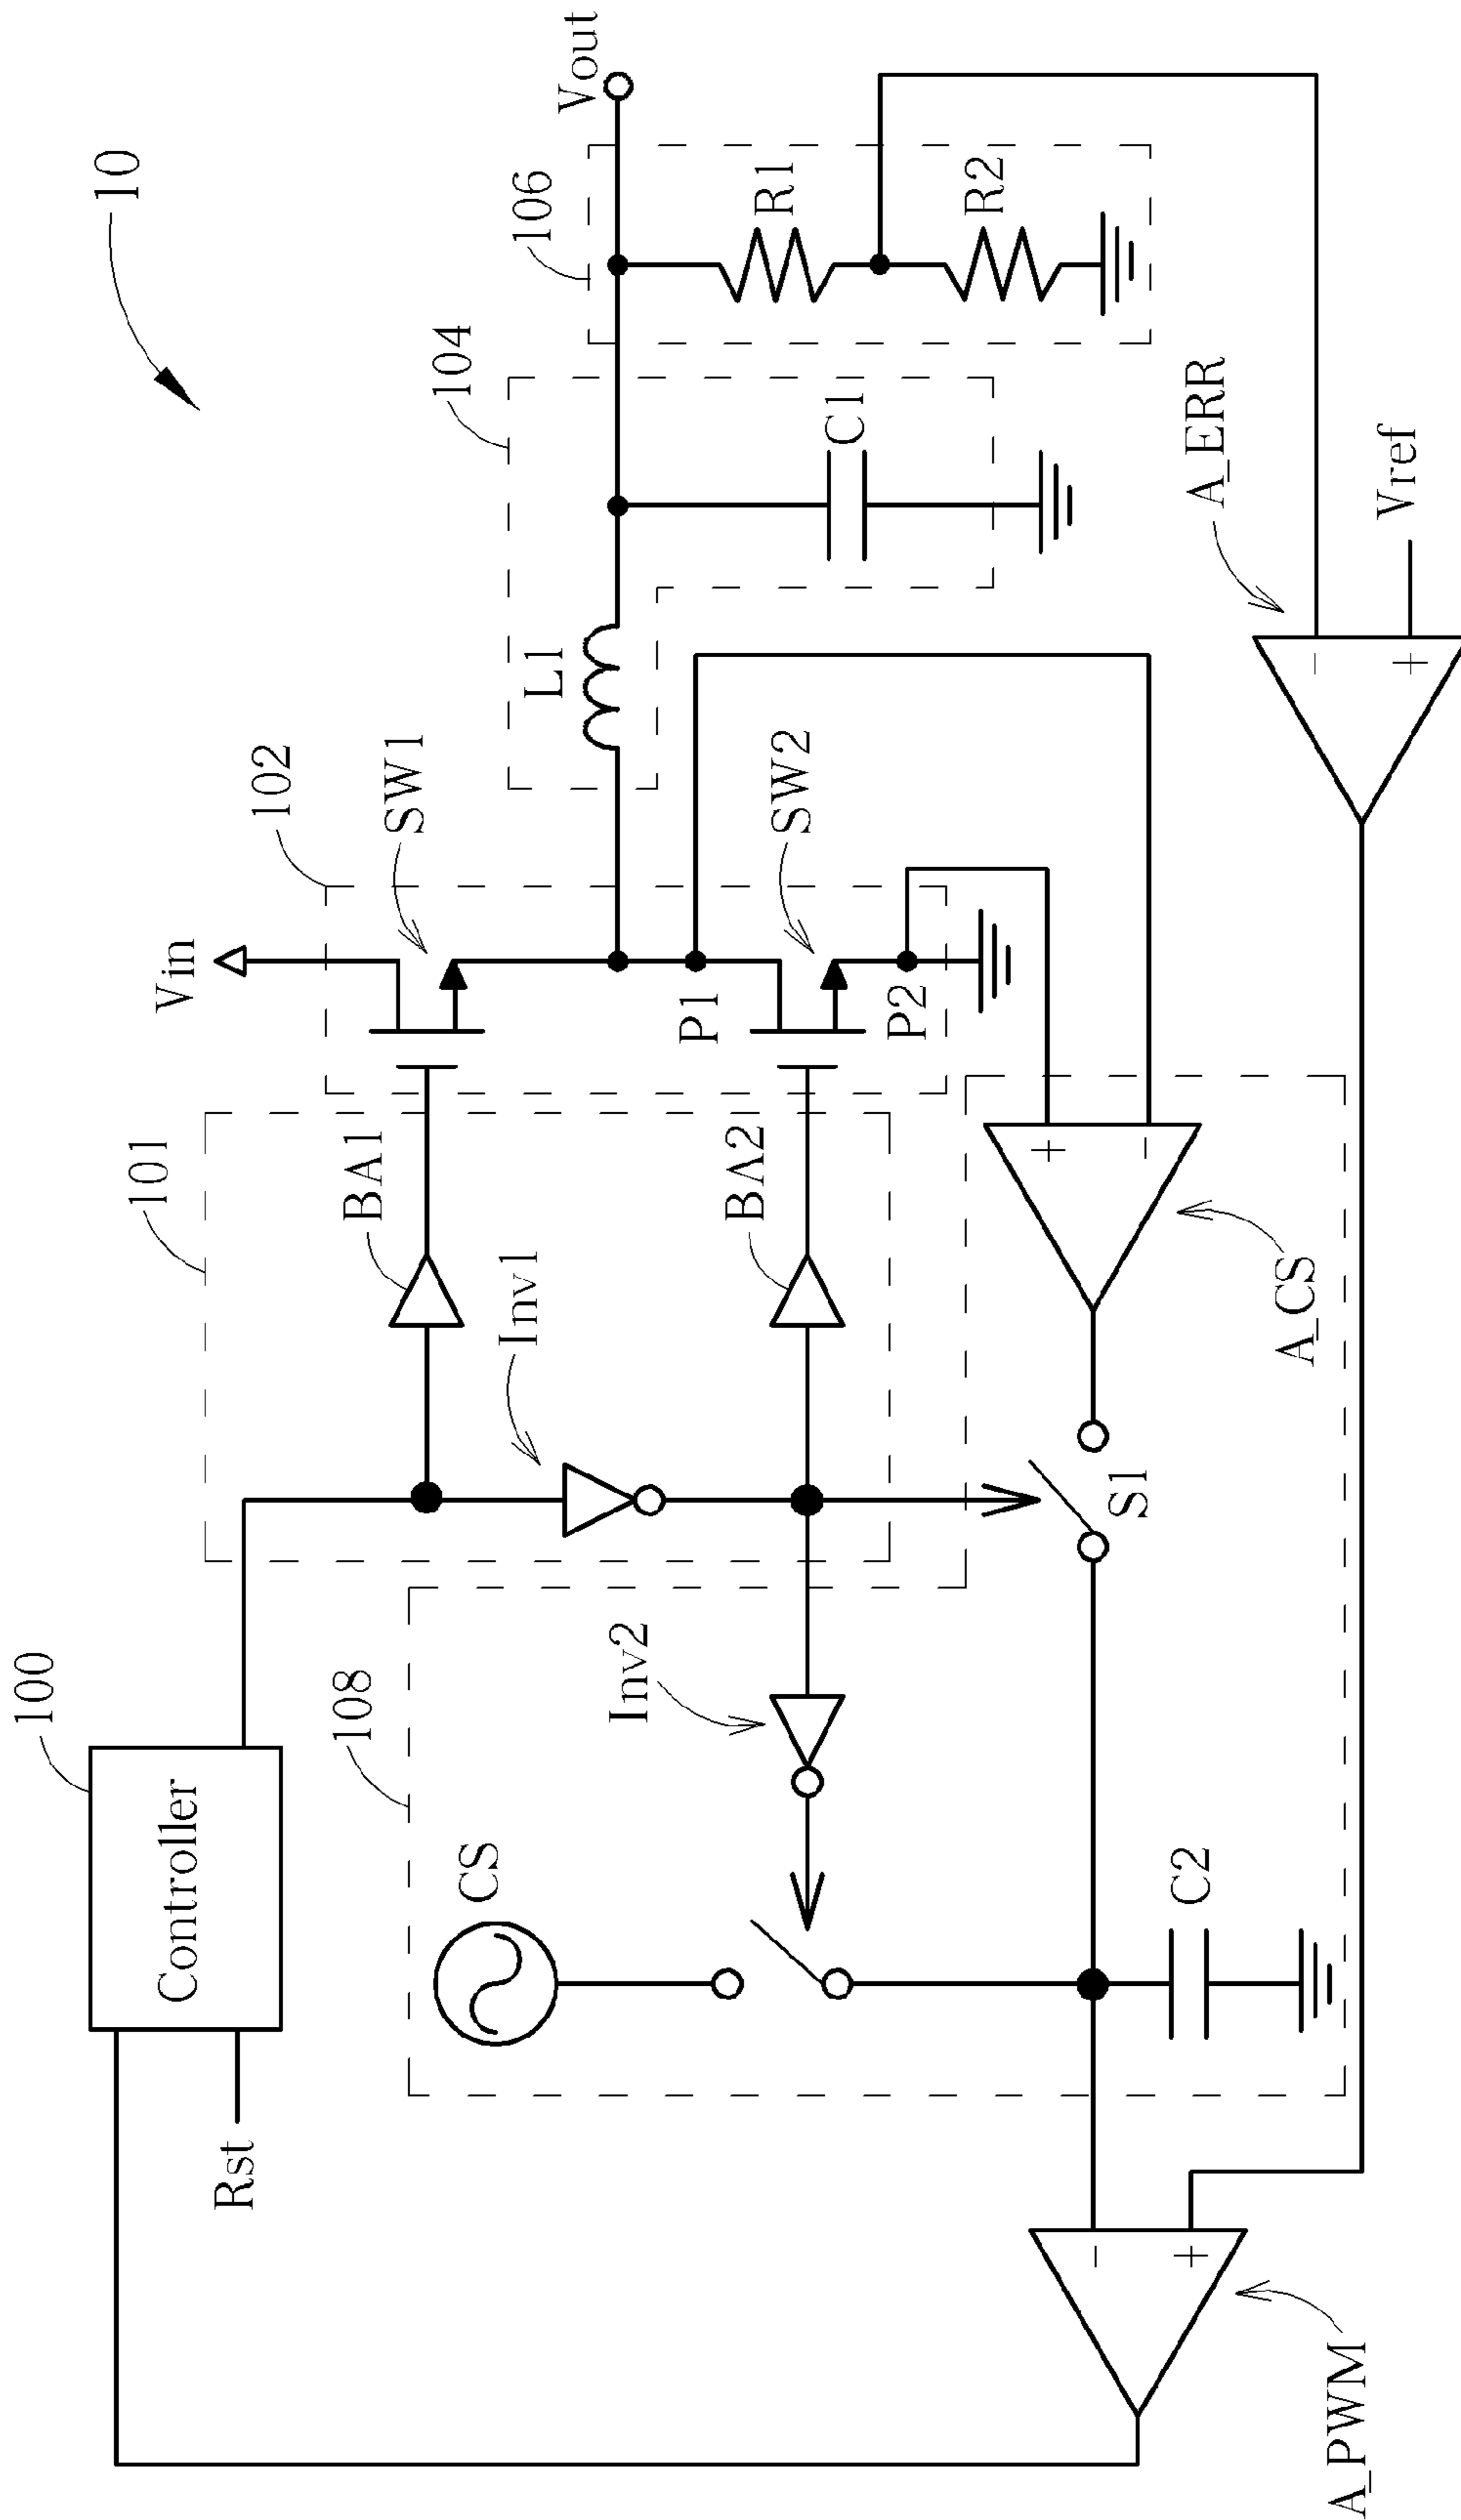 10
Vin
102
SW1
104
106
Vout
101
BA1
L1
100
Controller
Inv1
108
P1
SW2
R1
C1
BA2
Inv2
CS
Rst
P2
R2
+
−
A_CS
S1
C2
A_ERR
−
+
Vref
−
+
A_PWM